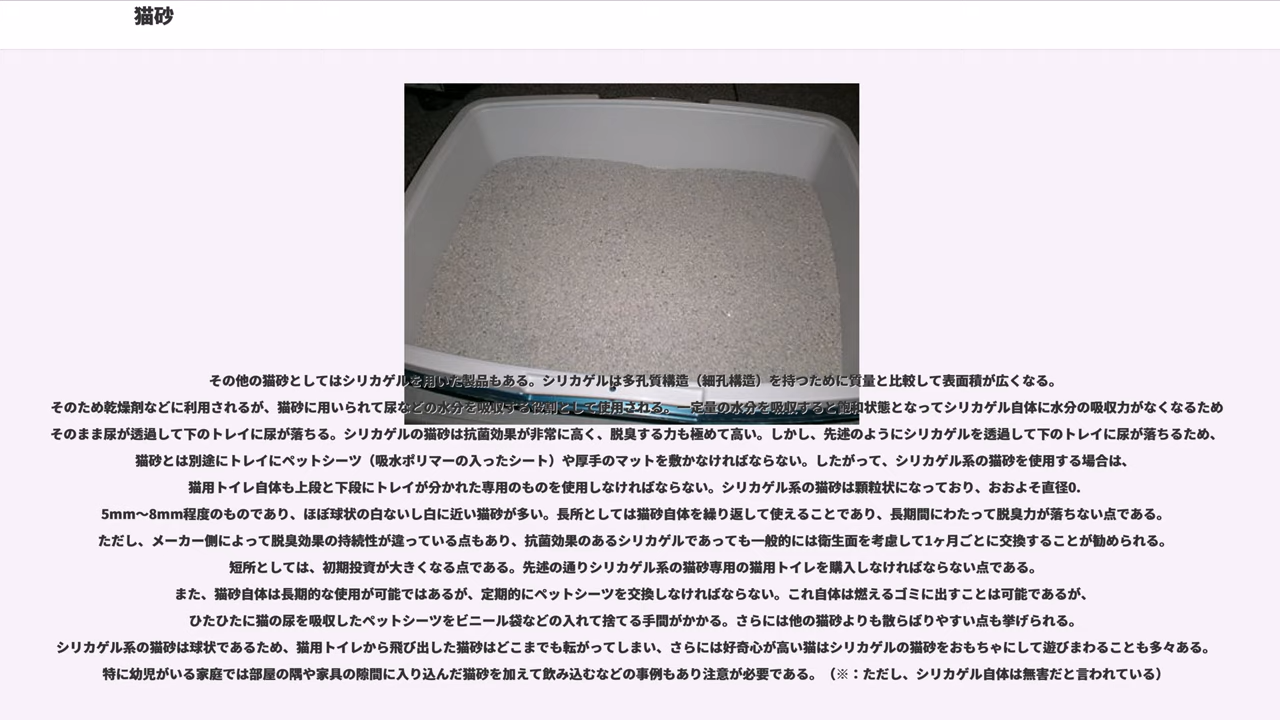 猫砂
その他の猫砂としてはシリカゲルを用いた製品もある。シリカゲルは多孔質構造（細孔構造）を持つために質量と比較して表面積が広くなる。
そのため乾燥剤などに利用されるが、猫砂に用いられて尿などの水分を吸収する役割として使用される。一定量の水分を吸収すると飽和状態となってシリカゲル自体に水分の吸収力がなくなるため
そのまま尿が透過して下のトレイに尿が落ちる。シリカゲルの猫砂は抗菌効果が非常に高く、脱臭する力も極めて高い。しかし、先述のようにシリカゲルを透過して下のトレイに尿が落ちるため、
猫砂とは別途にトレイにペットシーツ（吸水ポリマーの入ったシート）や厚手のマットを敷かなければならない。したがって、シリカゲル系の猫砂を使用する場合は、
猫用トイレ自体も上段と下段にトレイが分かれた専用のものを使用しなければならない。シリカゲル系の猫砂は顆粒状になっており、おおよそ直径0.
5mm〜8mm程度のものであり、ほぼ球状の白ないし白に近い猫砂が多い。長所としては猫砂自体を繰り返して使えることであり、長期間にわたって脱臭力が落ちない点である。
ただし、メーカー側によって脱臭効果の持続性が違っている点もあり、抗菌効果のあるシリカゲルであっても一般的には衛生面を考慮して1ヶ月ごとに交換することが勧められる。
短所としては、初期投資が大きくなる点である。先述の通りシリカゲル系の猫砂専用の猫用トイレを購入しなければならない点である。
また、猫砂自体は長期的な使用が可能ではあるが、定期的にペットシーツを交換しなければならない。これ自体は燃えるゴミに出すことは可能であるが、
ひたひたに猫の尿を吸収したペットシーツをビニール袋などの入れて捨てる手間がかかる。さらには他の猫砂よりも散らばりやすい点も挙げられる。
シリカゲル系の猫砂は球状であるため、猫用トイレから飛び出した猫砂はどこまでも転がってしまい、さらには好奇心が高い猫はシリカゲルの猫砂をおもちゃにして遊びまわることも多々ある。
特に幼児がいる家庭では部屋の隅や家具の隙間に入り込んだ猫砂を加えて飲み込むなどの事例もあり注意が必要である。（※：ただし、シリカゲル自体は無害だと言われている）